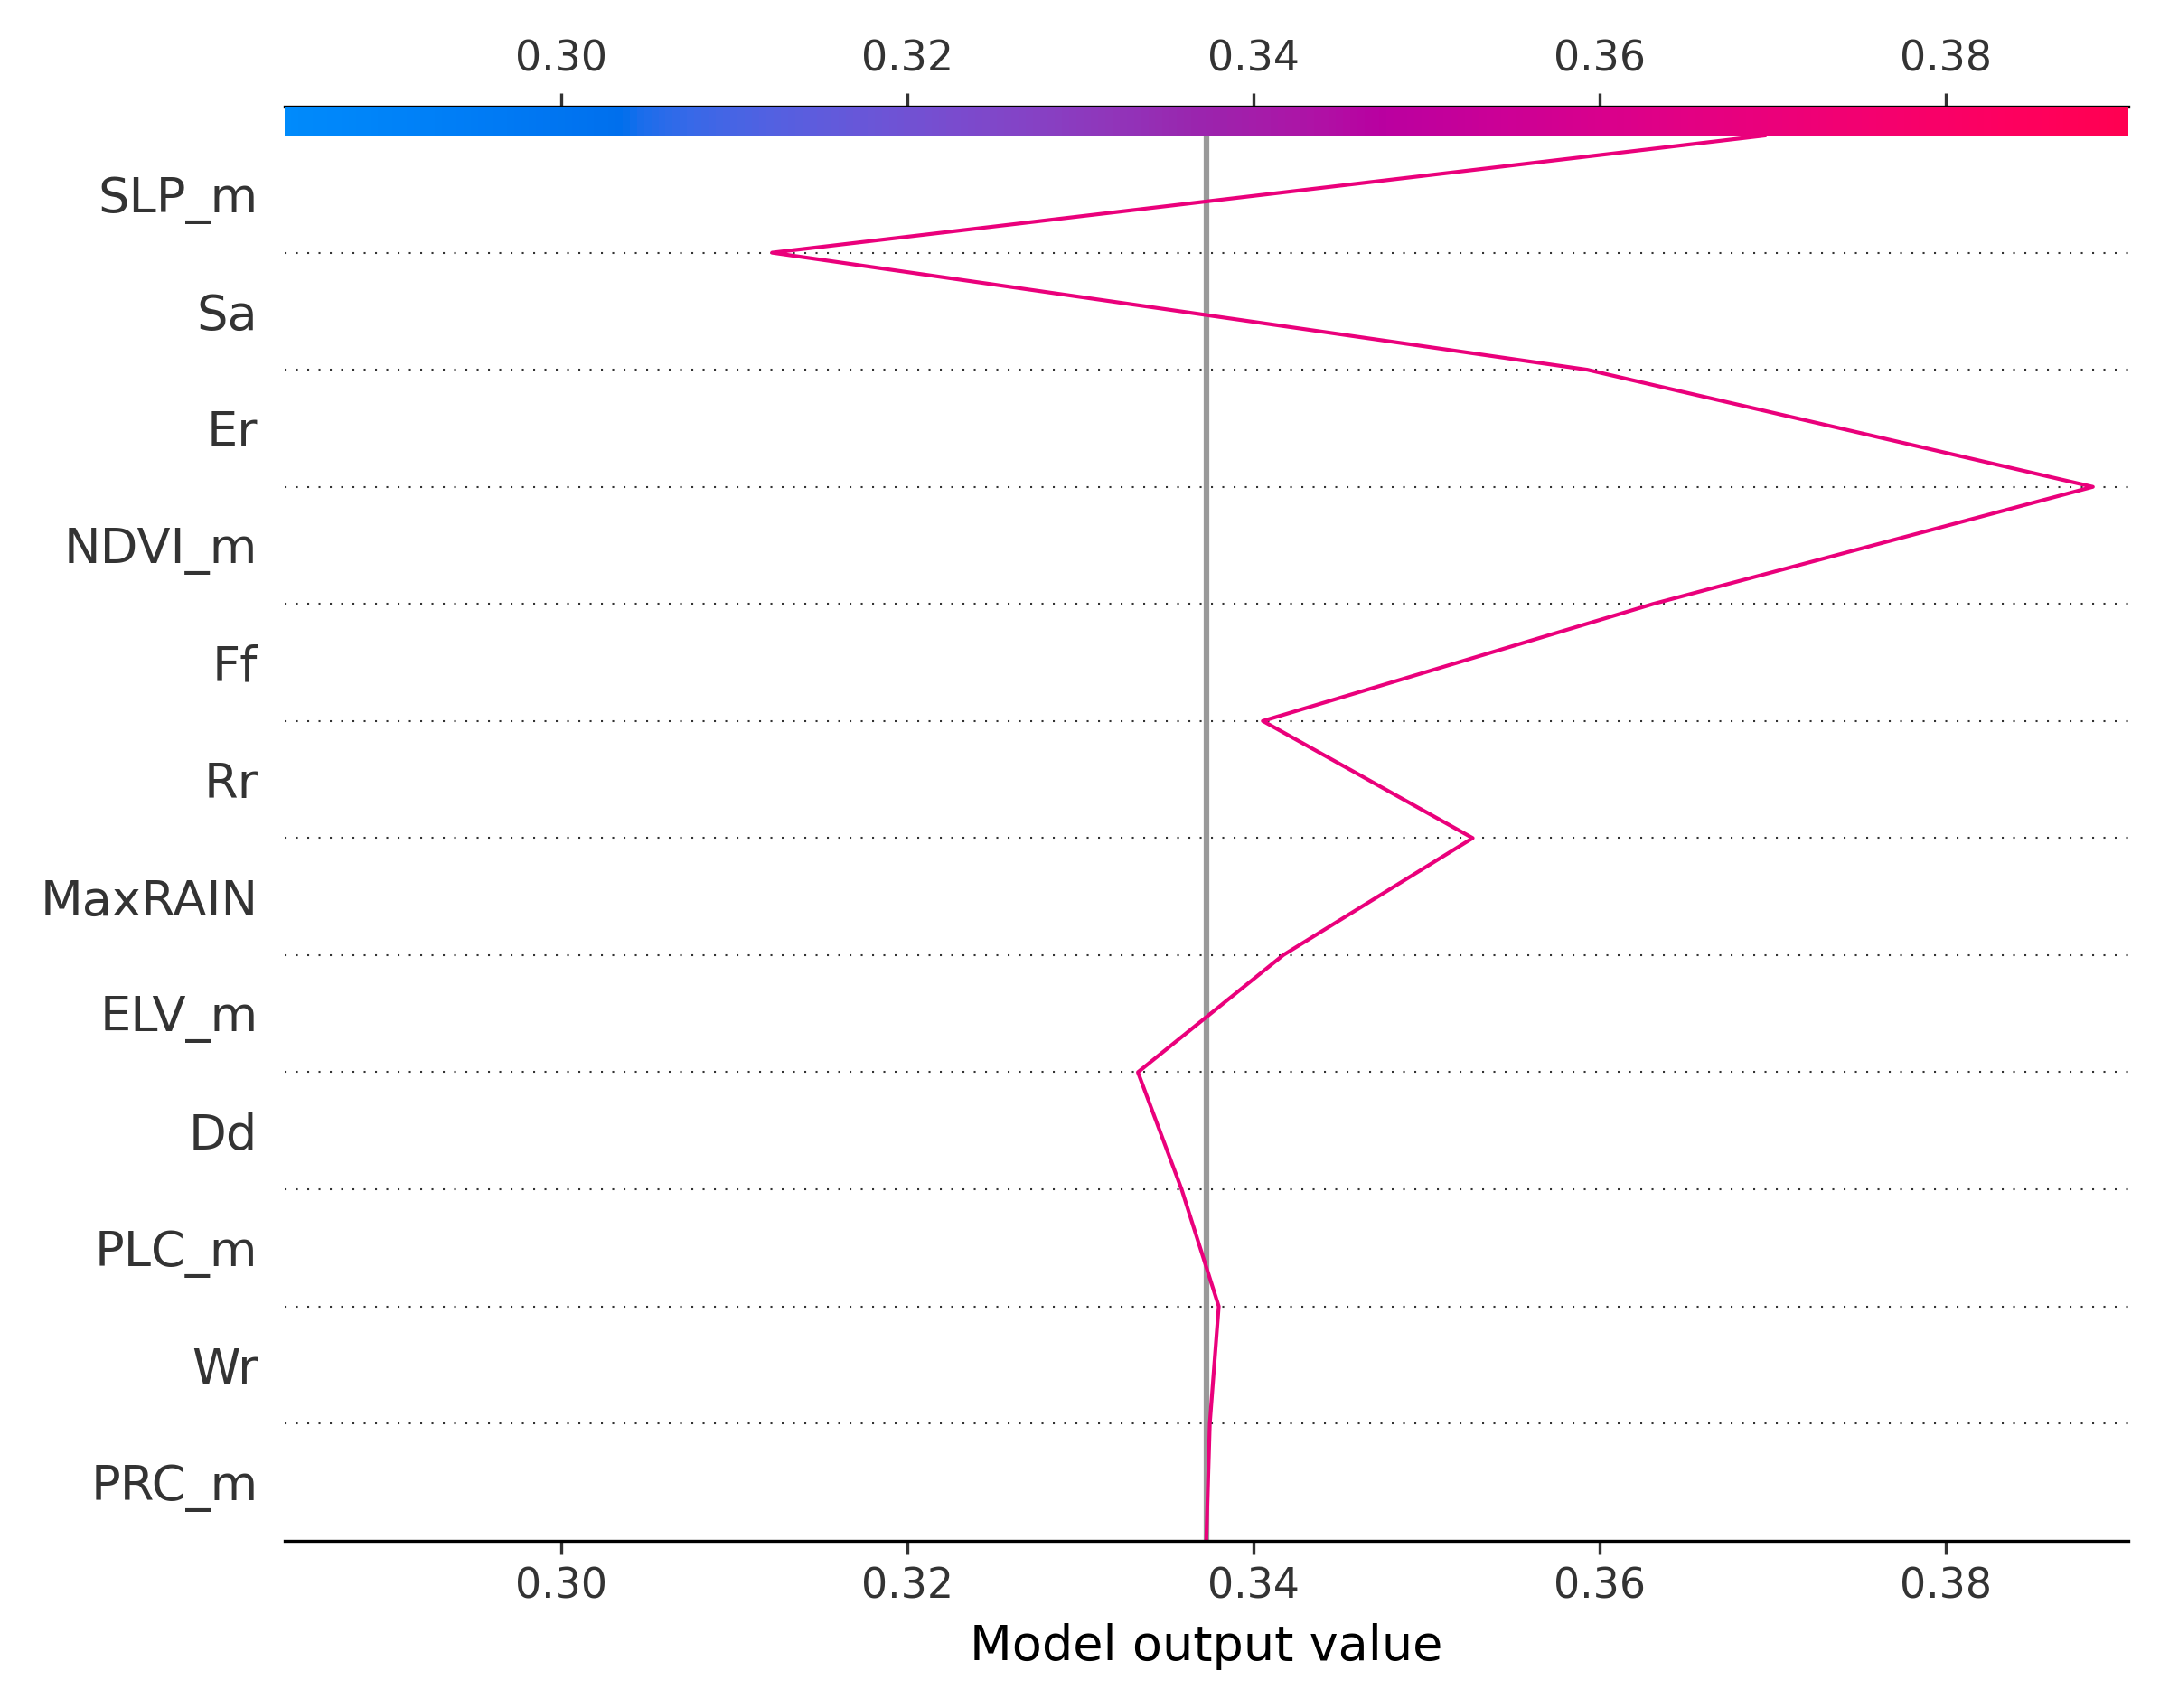 0.30 0.32 0.34 0.36 0.38
SLP_m
Sa
Er
NDVI_m
Ff
Rr
MaxRAIN
ELV_m
Dd
PLC_m
Wr
PRC_m
0.30 0.32 0.34 0.36 0.38
Model output value